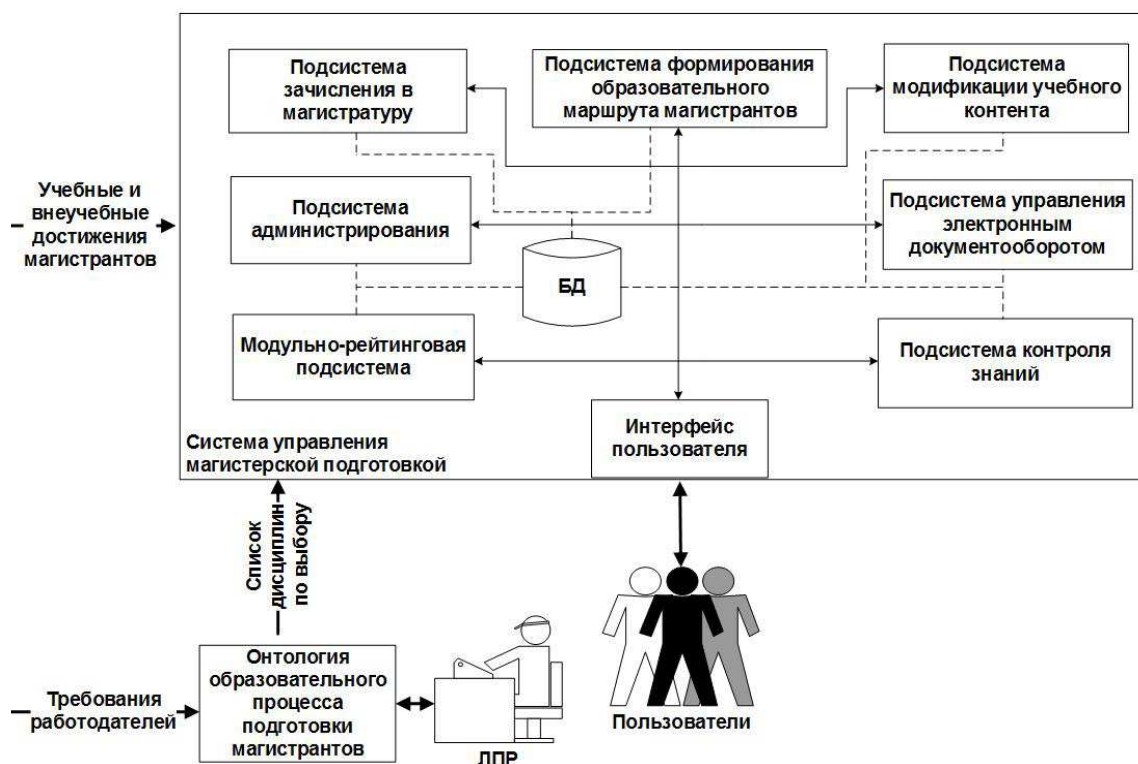 Подсистема
зачисления в
магистратуру
Подсистема формирования
образовательного
маршрута магистрантов
Подсистема
модификации учебного
контента
Учебные и
внеучебные
достижения
магистрантов
Подсистема
администрирования
Подсистема управления
электронным
документооборотом
БД
Модульно-рейтинговая
подсистема
Подсистема контроля
знаний
Интерфейс
пользователя
Система управления
магистерской подготовкой
Список
дисциплин
по выбору
Требования
работодателей
Онтология
образовательного
процесса
подготовки
магистрантов
ЛПР
Пользователи